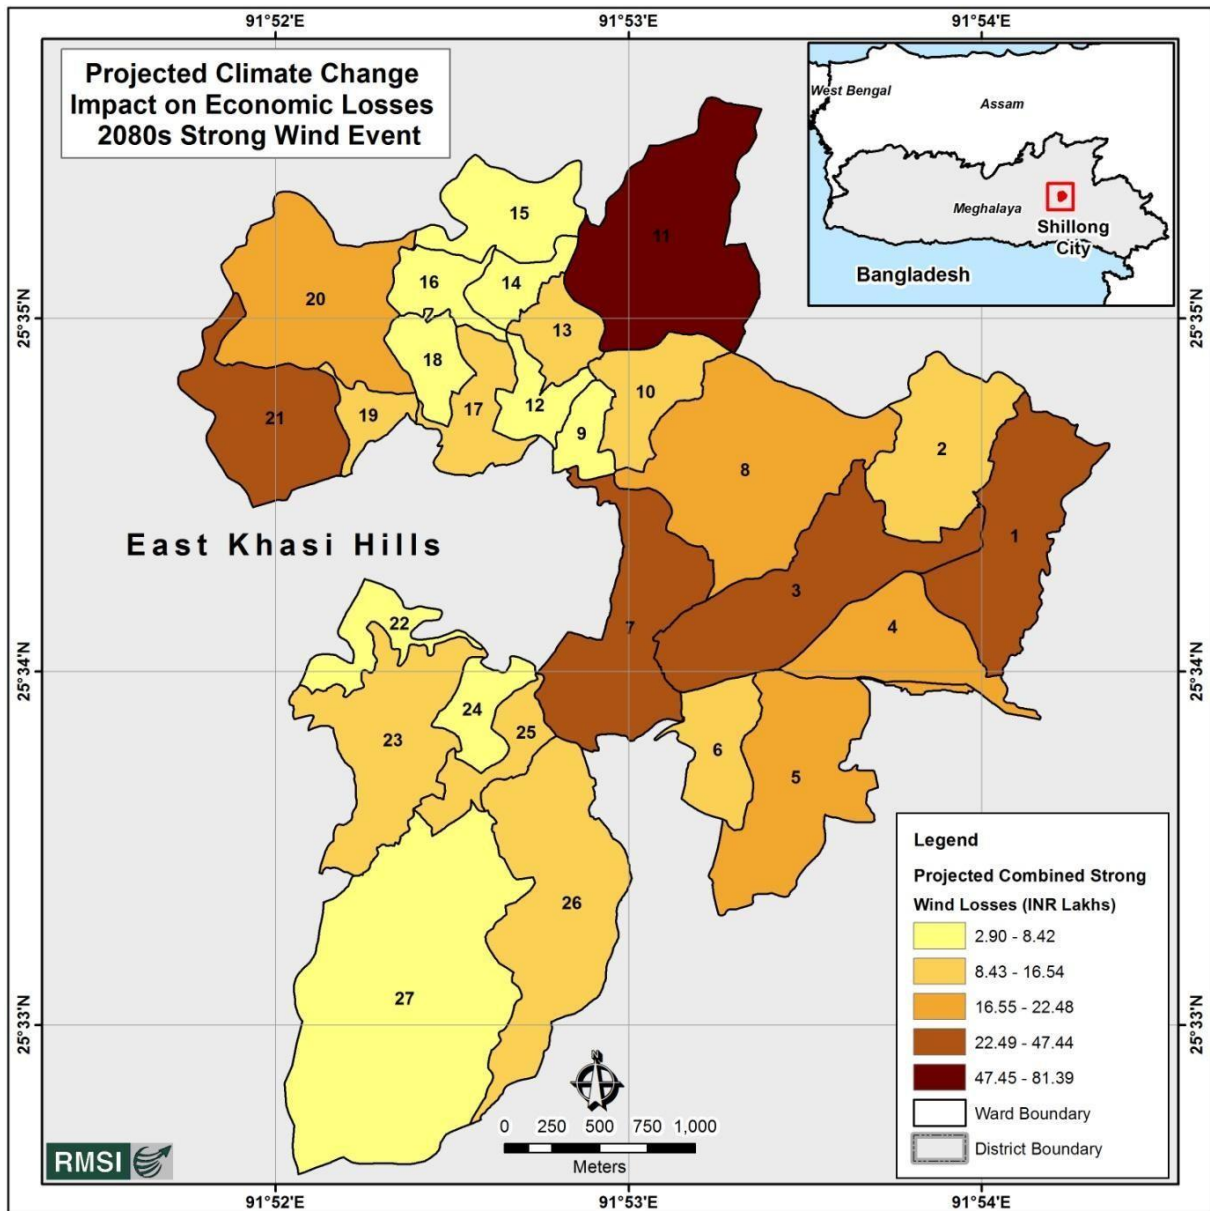 91°52'E
91°53'E
91°54'E
Projected Climate Change
Impact on Economic Losses
2080s Strong Wind Event
West Bengal
Assam
Meghalaya
Shillong
City
Bangladesh
15
11
16
14
20
25°35'N
25°35'N
13
18
10
19
17
12
21
9
2
8
East Khasi Hills
1
3
22
7
4
25°34'N
25°34'N
24
25
23
6
5
26
27
25°33'N
25°33'N
Legend
Projected Combined Strong
Wind Losses (INR Lakhs)
2.90 - 8.42
8.43 - 16.54
16.55 - 22.48
22.49 - 47.44
47.45 - 81.39
Ward Boundary
District Boundary
N
0 250 500 750 1,000
Meters
RMSI
91°52'E
91°53'E
91°54'E